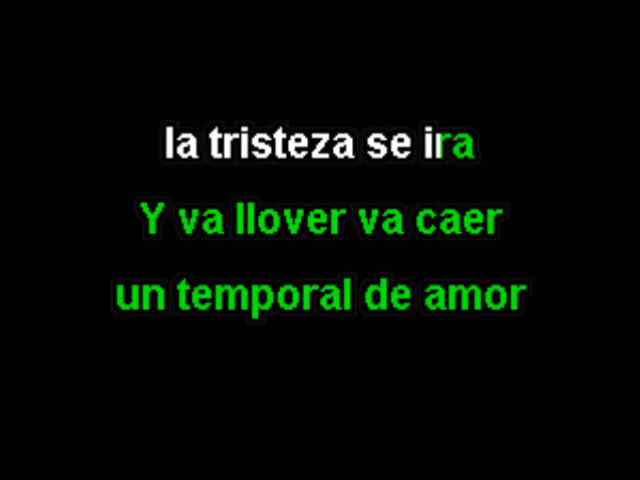 la tristeza se ira
Y va llover va caer
un temporal de amor